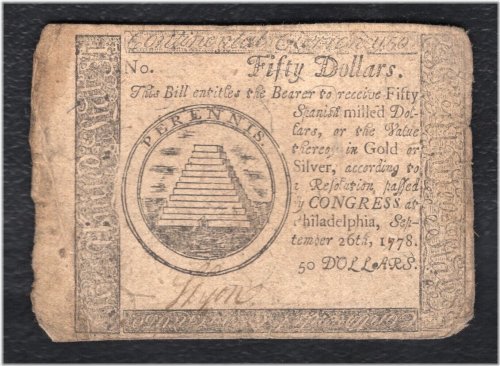 Continental Currency
No. Fifty Dollars.
This Bill entitles the Bearer to receive Fifty
Spanish milled Dol-
lars, or the Value
thereof in Gold or
Silver, according to
Resolution, passed
y CONGRESS at
Philadelphia, Sep-
tember 26th, 1778.
50 DOLLARS.
PERENNIS.